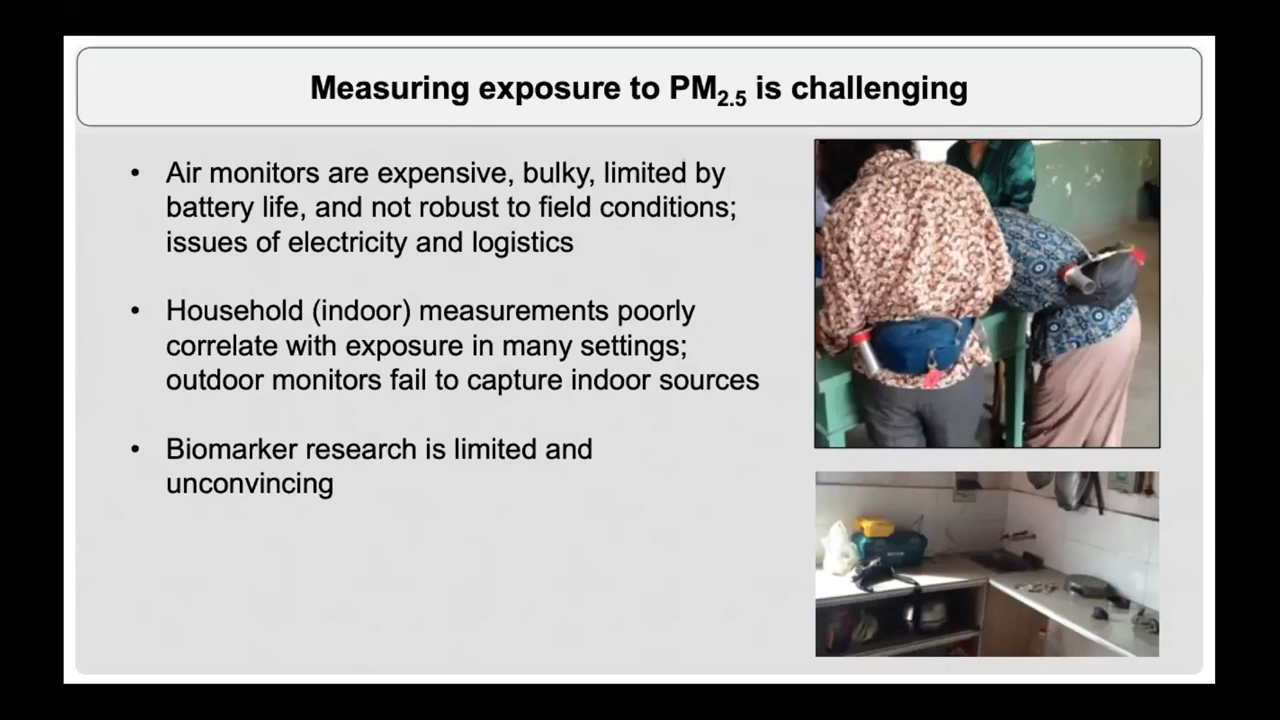 Measuring exposure to PM2.5 is challenging
• Air monitors are expensive, bulky, limited by
battery life, and not robust to field conditions;
issues of electricity and logistics
• Household (indoor) measurements poorly
correlate with exposure in many settings;
outdoor monitors fail to capture indoor sources
• Biomarker research is limited and
unconvincing